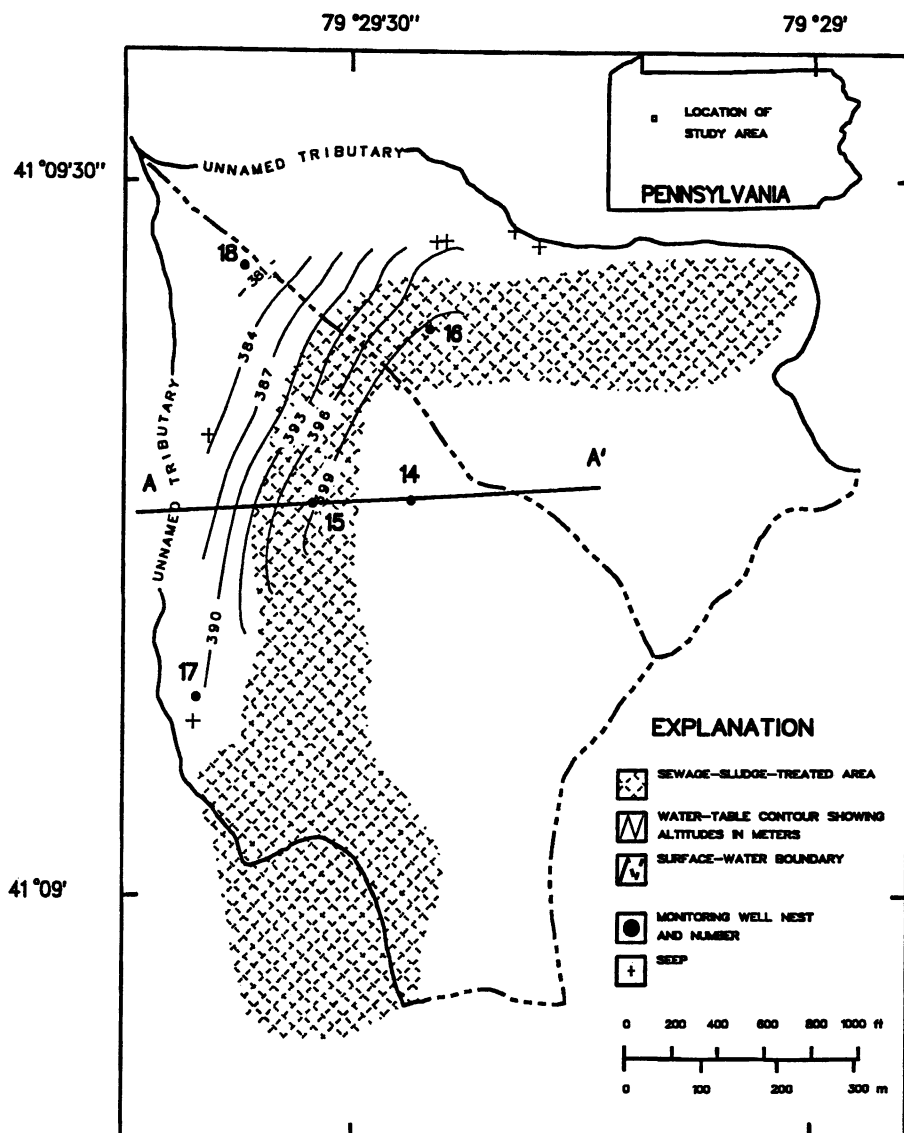 79 °29'30"
79 °29'
41 °09'30"
UNNAMED TRIBUTARY
LOCATION OF
STUDY AREA
PENNSYLVANIA
18
381
16
384
387
393
396
399
UNNAMED TRIBUTARY
A
14
A'
15
390
17
EXPLANATION
SEWAGE-SLUDGE-TREATED AREA
WATER-TABLE CONTOUR SHOWING
ALTITUDES IN METERS
SURFACE-WATER BOUNDARY
41 °09'
MONITORING WELL NEST
AND NUMBER
SEEP
0 200 400 600 800 1000 ft
0 100 200 300 m